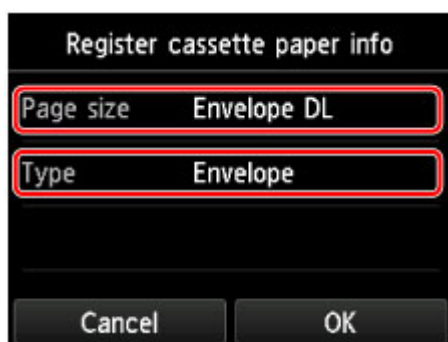 Register cassette paper info
Page size Envelope DL
Type Envelope
Cancel OK